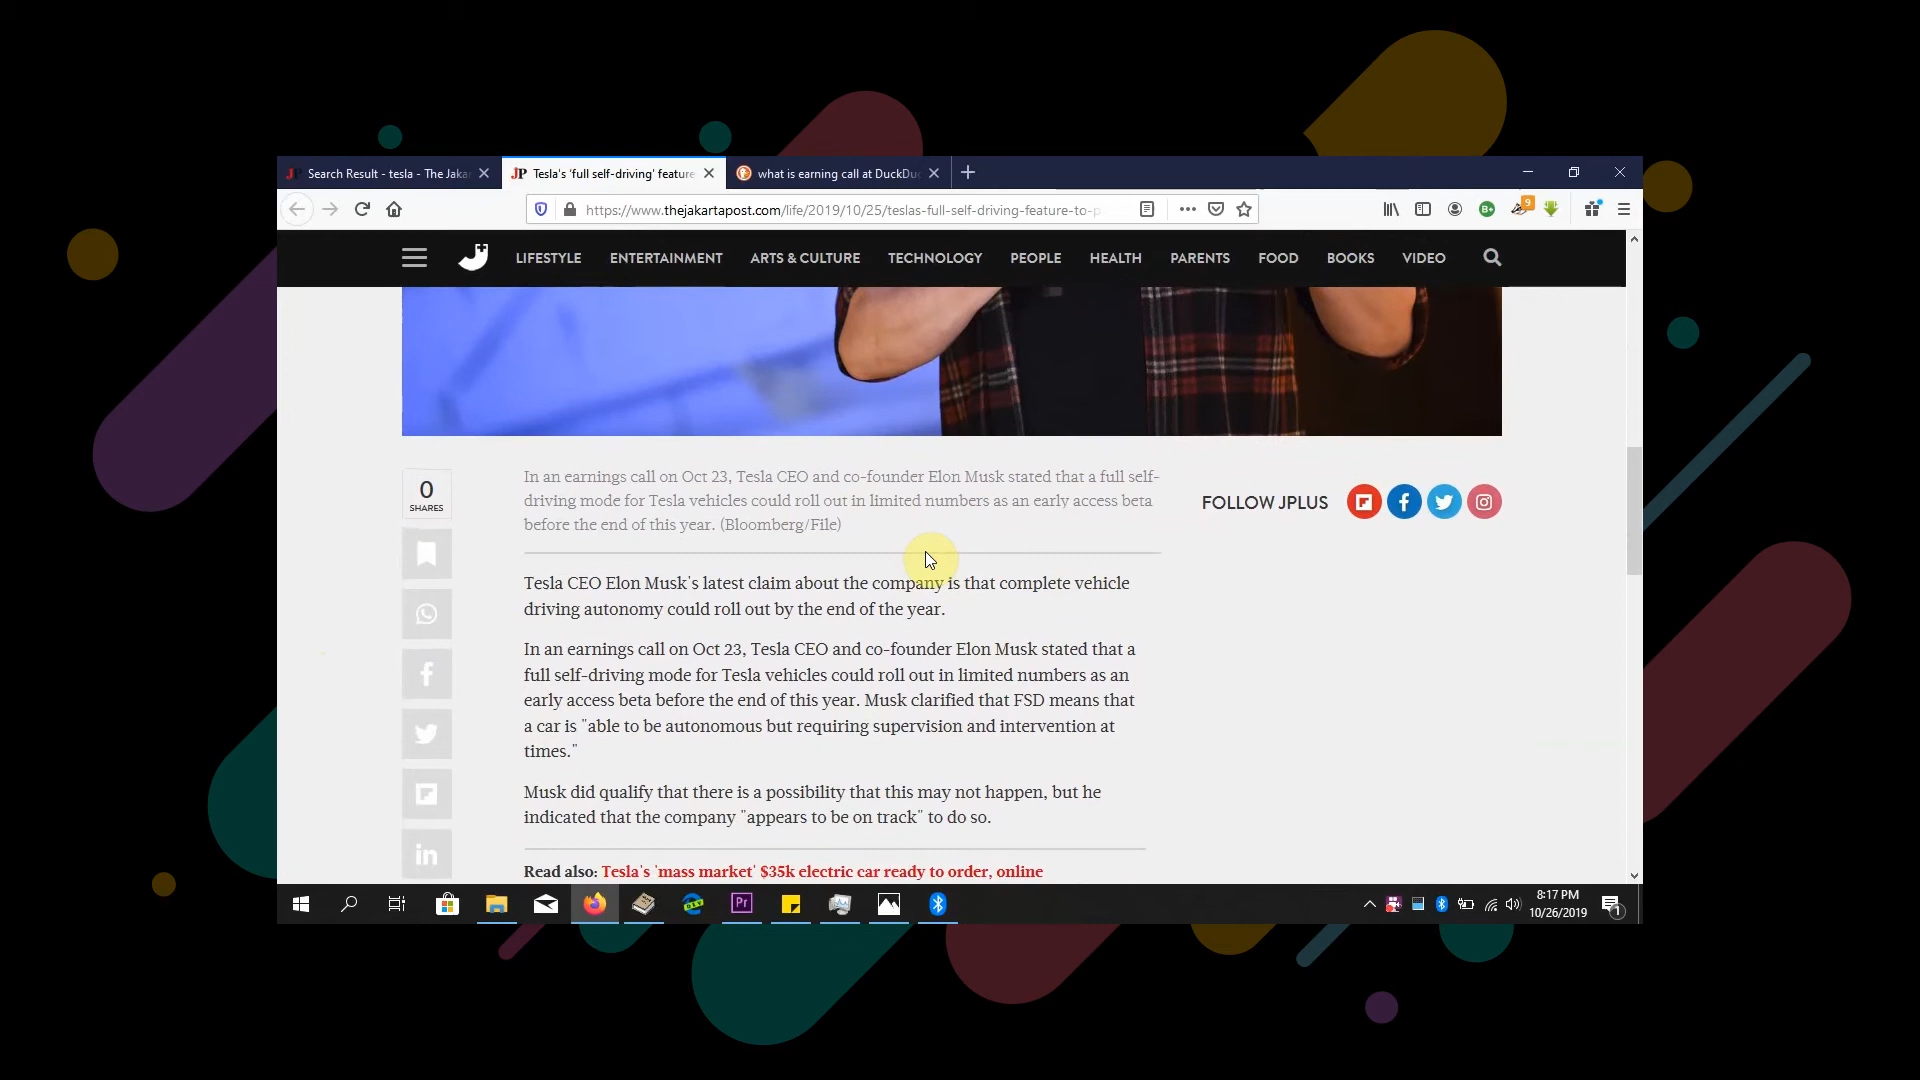 JP Search Result - tesla - The Jaka
JP Tesla's 'full self-driving' feature
what is earning call at DuckDu
https://www.thejakartapost.com/life/2019/10/25/teslas-full-self-driving-feature-to-p
B+
9
LIFESTYLE ENTERTAINMENT ARTS & CULTURE TECHNOLOGY PEOPLE HEALTH PARENTS FOOD BOOKS VIDEO
0
SHARES
In an earnings call on Oct 23, Tesla CEO and co-founder Elon Musk stated that a full self-
driving mode for Tesla vehicles could roll out in limited numbers as an early access beta
before the end of this year. (Bloomberg/File)
FOLLOW JPLUS
Tesla CEO Elon Musk's latest claim about the company is that complete vehicle
driving autonomy could roll out by the end of the year.
In an earnings call on Oct 23, Tesla CEO and co-founder Elon Musk stated that a
full self-driving mode for Tesla vehicles could roll out in limited numbers as an
early access beta before the end of this year. Musk clarified that FSD means that
a car is "able to be autonomous but requiring supervision and intervention at
times."
Musk did qualify that there is a possibility that this may not happen, but he
indicated that the company "appears to be on track" to do so.
Read also: Tesla's 'mass market' $35k electric car ready to order, online
DEV
Pr
8:17 PM
10/26/2019
1